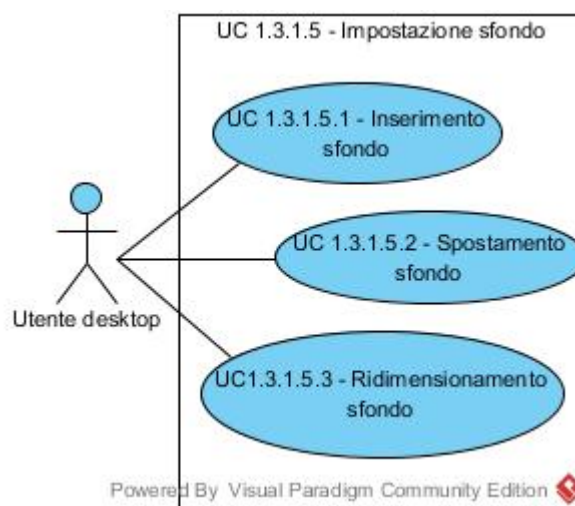 UC 1.3.1.5 - Impostazione sfondo
UC 1.3.1.5.1 - Inserimento
sfondo
UC 1.3.1.5.2 - Spostamento
sfondo
Utente desktop
UC1.3.1.5.3 - Ridimensionamento
sfondo
Powered By Visual Paradigm Community Edition